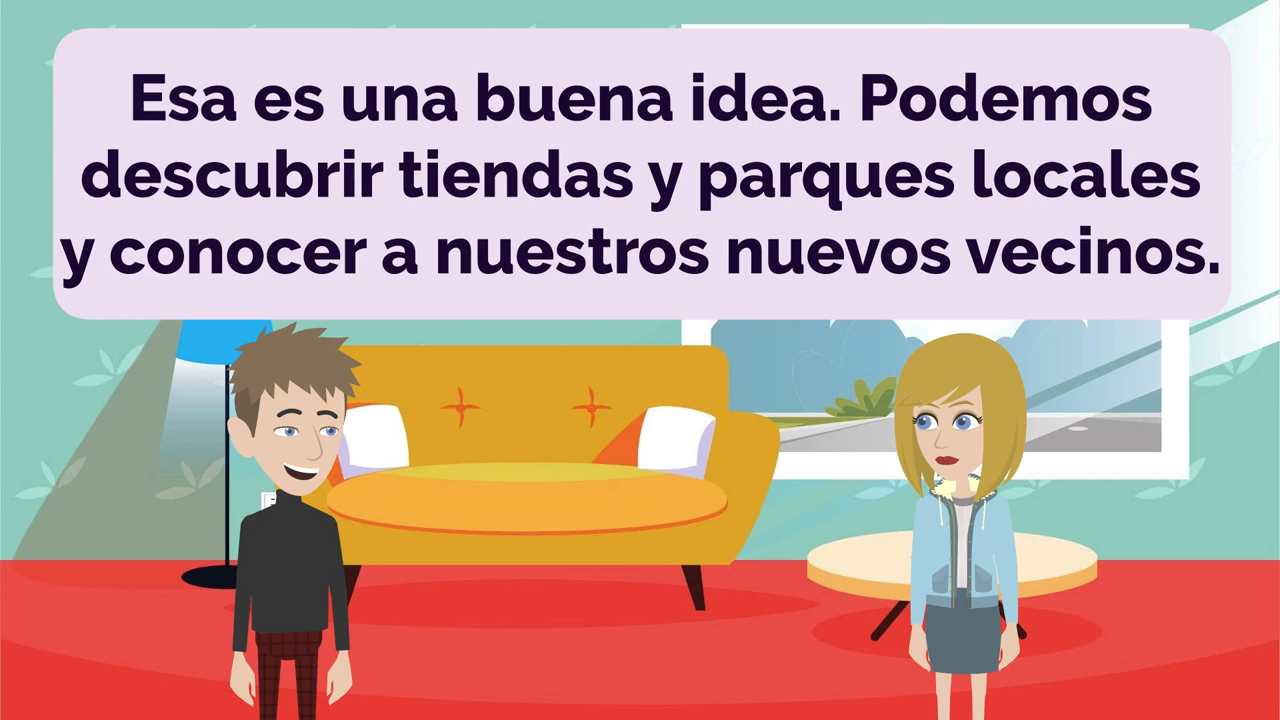 Esa es una buena idea. Podemos
descubrir tiendas y parques locales
y conocer a nuestros nuevos vecinos.